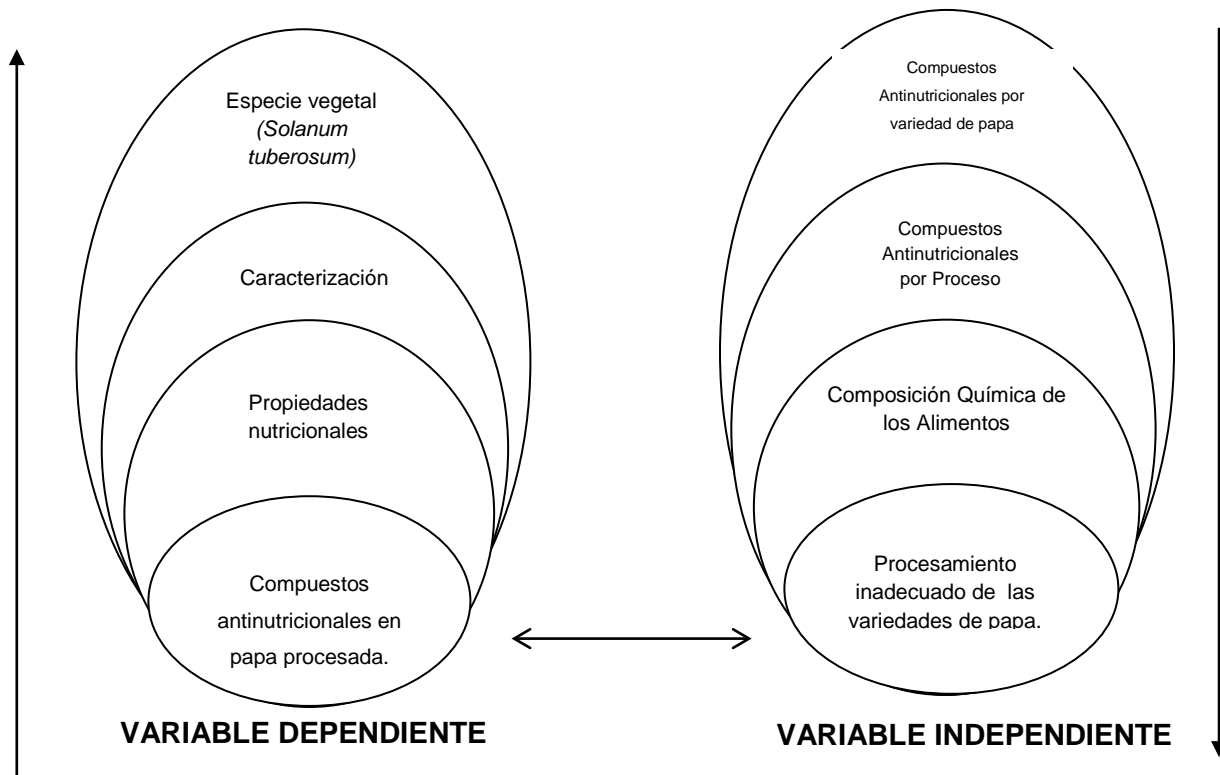 Especie vegetal
(Solanum
tuberosum)
Caracterización
Propiedades
nutricionales
Compuestos
antinutricionales en
papa procesada.
VARIABLE DEPENDIENTE
Compuestos
Antinutricionales por
variedad de papa
Compuestos
Antinutricionales
por Proceso
Composición Química de
los Alimentos
Procesamiento
inadecuado de las
variedades de papa.
VARIABLE INDEPENDIENTE